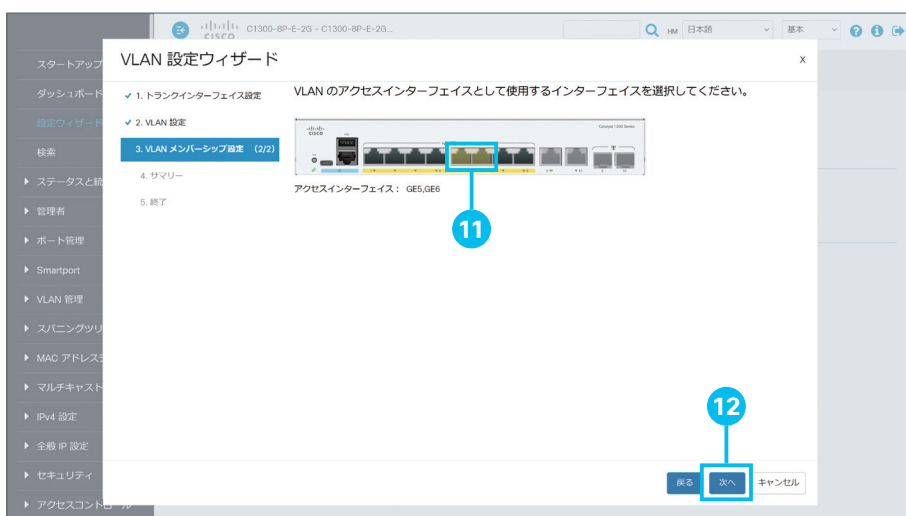 CISCO
C1300-8P-E-2G - C1300-8P-E-2G...
HM
日本語
基本
スタートアップ
ダッシュボード
設定ウィザード
検索
ステータスと統
管理者
ポート管理
Smartport
VLAN 管理
スパニングツリ
MAC アドレステ
マルチキャスト
IPv4 設定
全般 IP 設定
セキュリティ
アクセスコントロール
VLAN 設定ウィザード
X
1. トランクインターフェイス設定
2. VLAN 設定
3. VLAN メンバーシップ設定 (2/2)
4. サマリー
5. 終了
VLAN のアクセスインターフェイスとして使用するインターフェイスを選択してください。
CISCO
Catalyst 1300 Series
アクセスインターフェイス： GE5,GE6
11
12
戻る
次へ
キャンセル